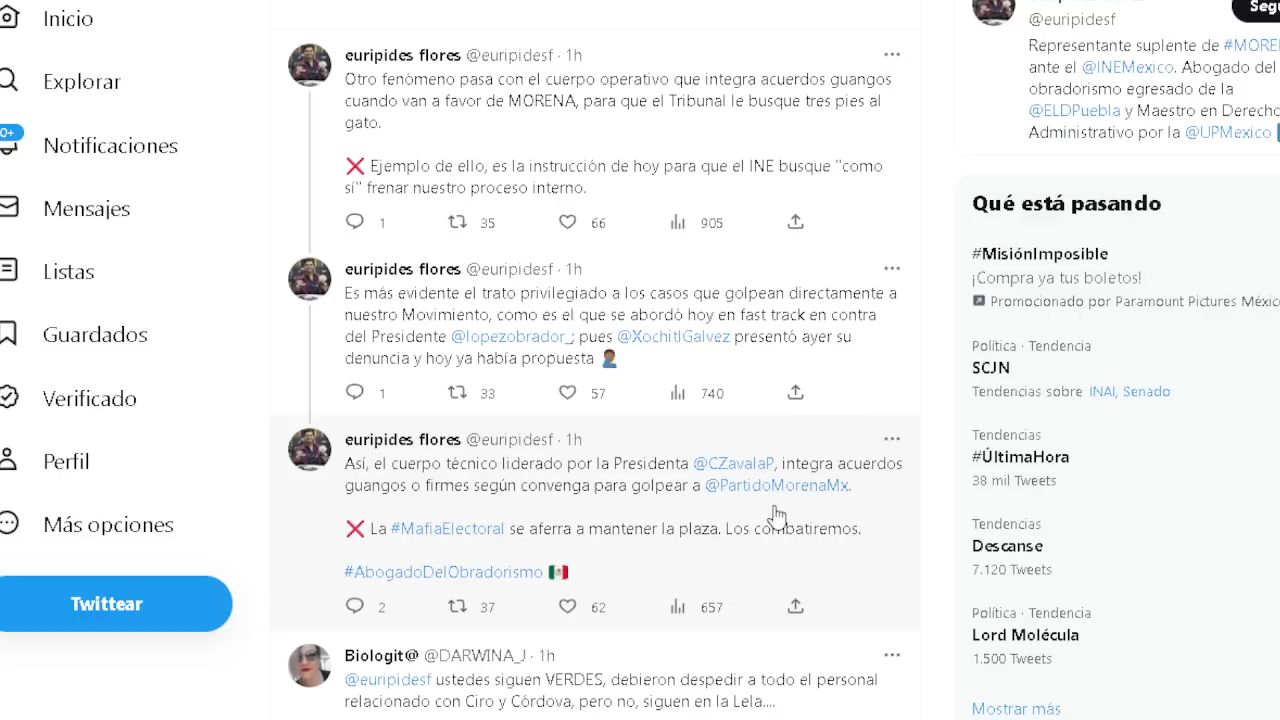 Inicio
Explorar
Notificaciones
Mensajes
Listas
Guardados
Verificado
Perfil
Más opciones
Twittear
euripides flores @euripidesf · 1h
Otro fenómeno pasa con el cuerpo operativo que integra acuerdos guangos
cuando van a favor de MORENA, para que el Tribunal le busque tres pies al
gato.
❌ Ejemplo de ello, es la instrucción de hoy para que el INE busque "como
sí" frenar nuestro proceso interno.
1 35 66 905
euripides flores @euripidesf · 1h
Es más evidente el trato privilegiado a los casos que golpean directamente a
nuestro Movimiento, como es el que se abordó hoy en fast track en contra
del Presidente @lopezobrador_; pues @XochitlGalvez presentó ayer su
denuncia y hoy ya había propuesta 🤦🏾‍♂️
1 33 57 740
euripides flores @euripidesf · 1h
Así, el cuerpo técnico liderado por la Presidenta @CZavalaP, integra acuerdos
guangos o firmes según convenga para golpear a @PartidoMorenaMx.
❌ La #MafiaElectoral se aferra a mantener la plaza. Los combatiremos.
#AbogadoDelObradorismo 🇲🇽
2 37 62 657
Biologit@ @DARWINA_J · 1h
@euripidesf ustedes siguen VERDES, debieron despedir a todo el personal
relacionado con Ciro y Córdova, pero no, siguen en la Lela....
Segu
@euripidesf
Representante suplente de #MORE
ante el @INEMexico. Abogado del
obradorismo egresado de la
@ELDPuebla y Maestro en Derecho
Administrativo por la @UPMexico
Qué está pasando
#MisiónImposible
¡Compra ya tus boletos!
Promocionado por Paramount Pictures Méxic
Política · Tendencia
SCJN
Tendencias sobre INAI, Senado
Tendencias
#ÚltimaHora
38 mil Tweets
Tendencias
Descanse
7.120 Tweets
Política · Tendencia
Lord Molécula
1.500 Tweets
Mostrar más